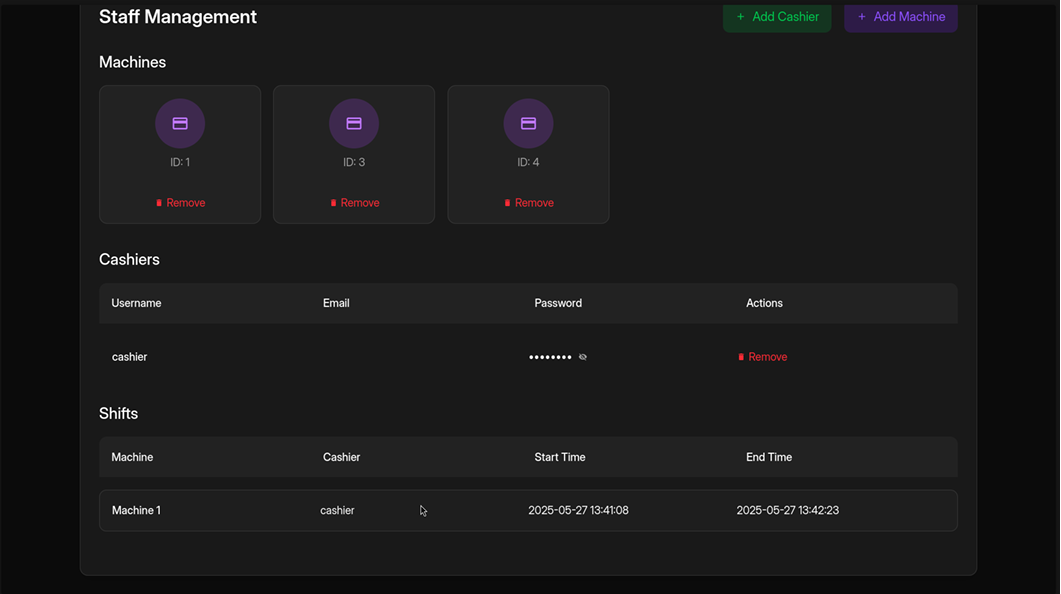 Staff Management
+ Add Cashier
+ Add Machine
Machines
ID: 1
ID: 3
ID: 4
Remove
Remove
Remove
Cashiers
Username Email Password Actions
cashier •••••••• Remove
Shifts
Machine Cashier Start Time End Time
Machine 1 cashier 2025-05-27 13:41:08 2025-05-27 13:42:23